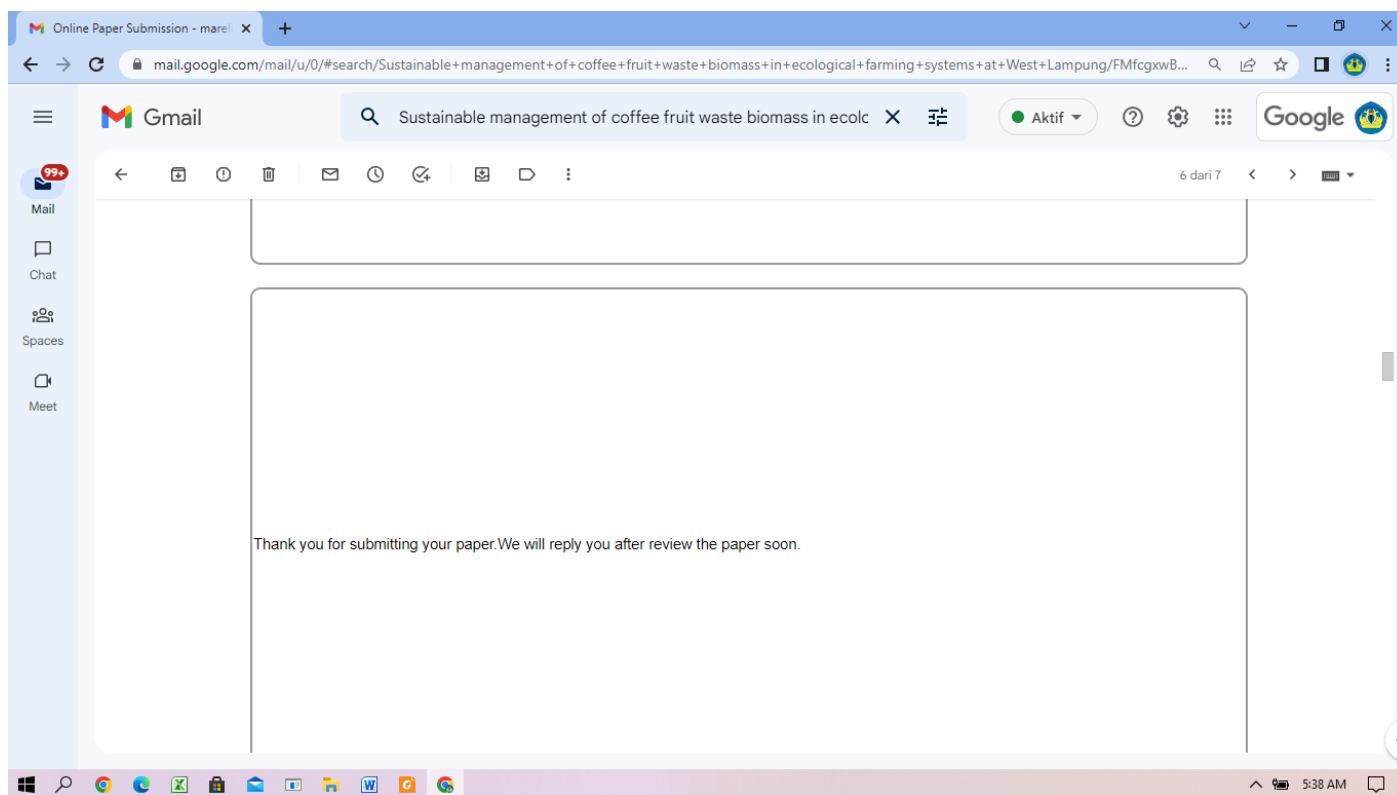 Online Paper Submission - mareli
mail.google.com/mail/u/0/#search/Sustainable+management+of+coffee+fruit+waste+biomass+in+ecological+farming+systems+at+West+Lampung/FMfcgxwB...
Gmail
Sustainable management of coffee fruit waste biomass in ecolc
Aktif
Google
99+
Mail
6 dari 7
Chat
Spaces
Meet
Thank you for submitting your paper.We will reply you after review the paper soon.
5:38 AM